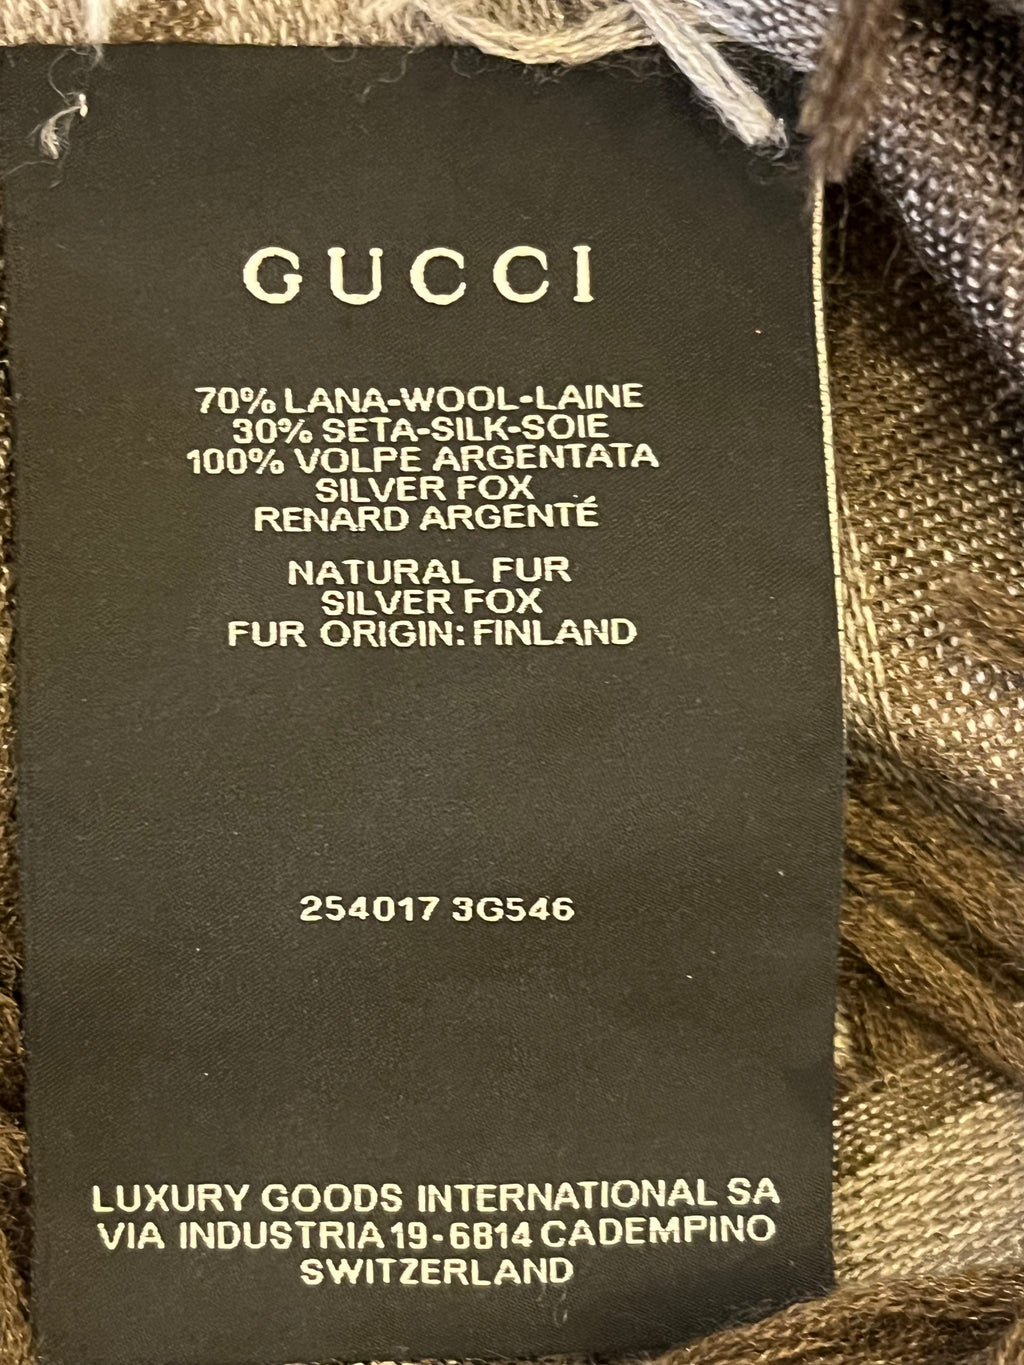 GUCCI
70% LANA-WOOL-LAINE
30% SETA-SILK-SOIE
100% VOLPE ARGENTATA
SILVER FOX
RENARD ARGENTÉ
NATURAL FUR
SILVER FOX
FUR ORIGIN: FINLAND
254017 3G546
LUXURY GOODS INTERNATIONAL SA
VIA INDUSTRIA 19-6814 CADEMPINO
SWITZERLAND